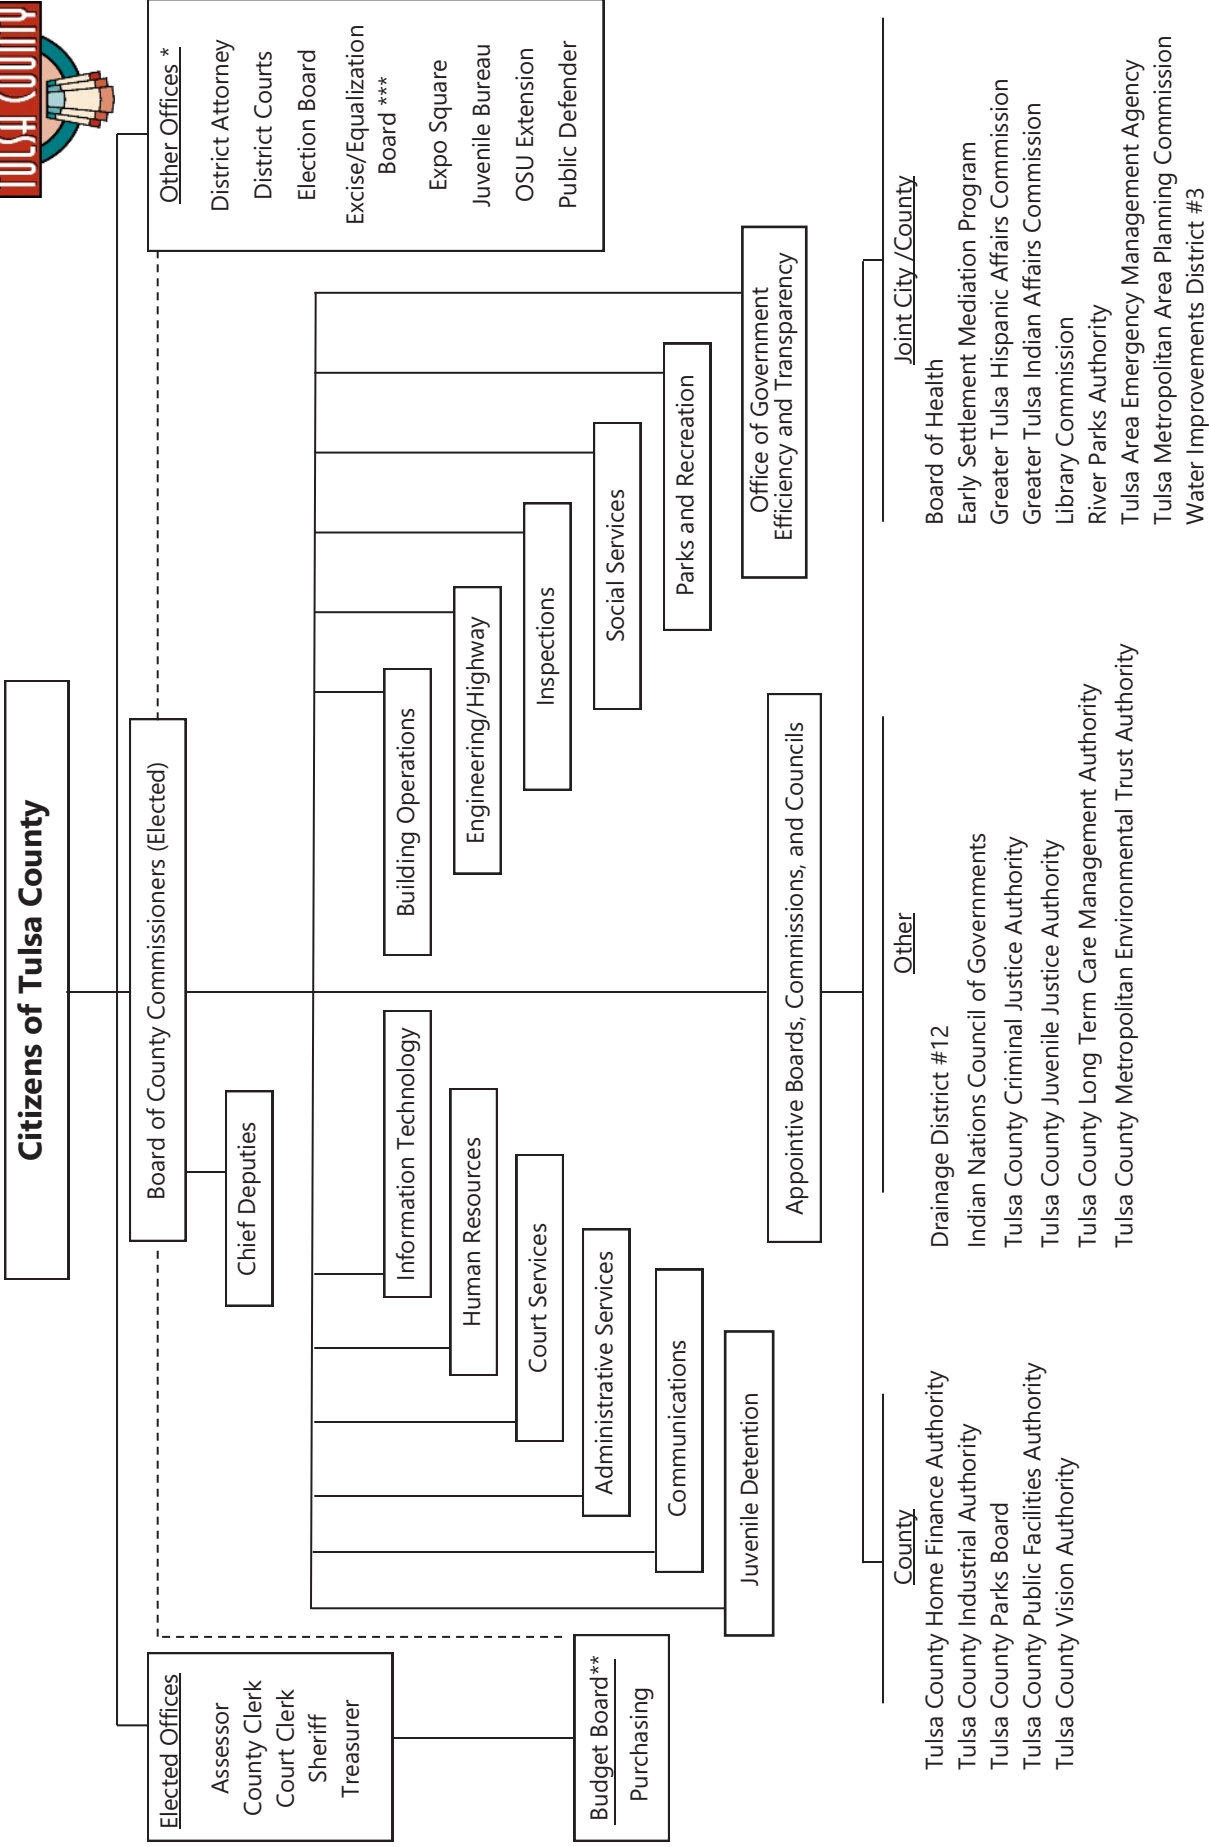 TULSA COUNTY
Citizens of Tulsa County
Board of County Commissioners (Elected)
Chief Deputies
Elected Offices
Assessor
County Clerk
Court Clerk
Sheriff
Treasurer
Budget Board**
Purchasing
Other Offices *
District Attorney
District Courts
Election Board
Excise/Equalization
Board ***
Expo Square
Juvenile Bureau
OSU Extension
Public Defender
Information Technology
Human Resources
Court Services
Administrative Services
Communications
Juvenile Detention
Building Operations
Engineering/Highway
Inspections
Social Services
Parks and Recreation
Office of Government
Efficiency and Transparency
Appointive Boards, Commissions, and Councils
County
Tulsa County Home Finance Authority
Tulsa County Industrial Authority
Tulsa County Parks Board
Tulsa County Public Facilities Authority
Tulsa County Vision Authority
Other
Drainage District #12
Indian Nations Council of Governments
Tulsa County Criminal Justice Authority
Tulsa County Juvenile Justice Authority
Tulsa County Long Term Care Management Authority
Tulsa County Metropolitan Environmental Trust Authority
Joint City /County
Board of Health
Early Settlement Mediation Program
Greater Tulsa Hispanic Affairs Commission
Greater Tulsa Indian Affairs Commission
Library Commission
River Parks Authority
Tulsa Area Emergency Management Agency
Tulsa Metropolitan Area Planning Commission
Water Improvements District #3